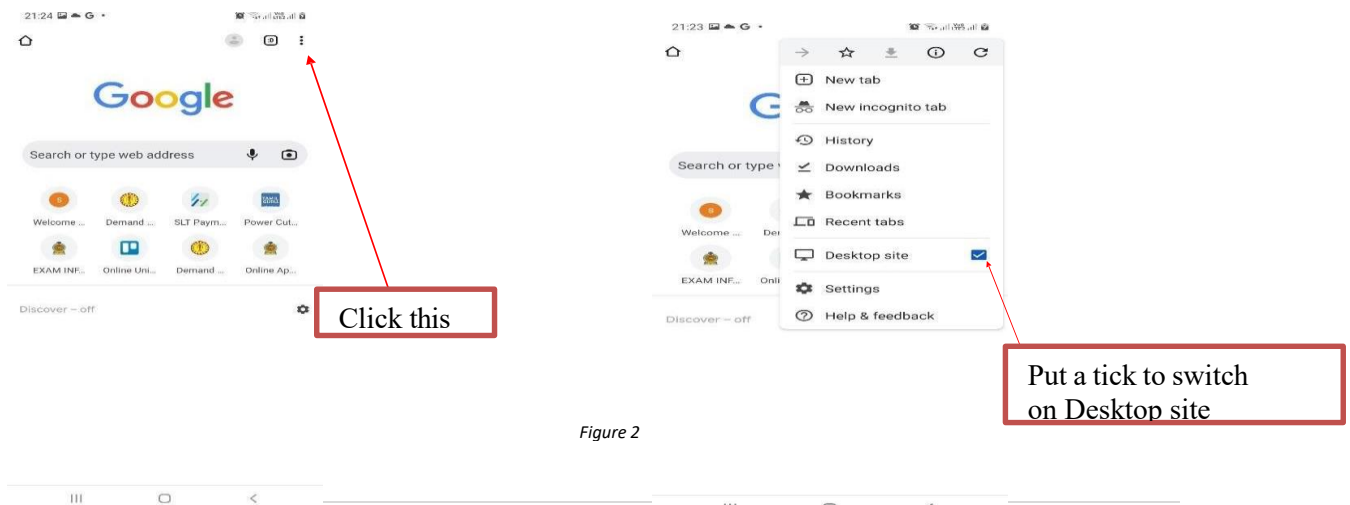 21:24 G
Google
Search or type web address
Welcome ... Demand ... SLT Paym... Power Cut...
EXAM INF... Online Uni... Demand ... Online Ap...
Discover – off
Click this
21:23 G
New tab
New incognito tab
History
Search or type
Downloads
Bookmarks
Recent tabs
Welcome ...
Desktop site
EXAM INF...
Settings
Help & feedback
Discover – off
Put a tick to switch
on Desktop site
Figure 2